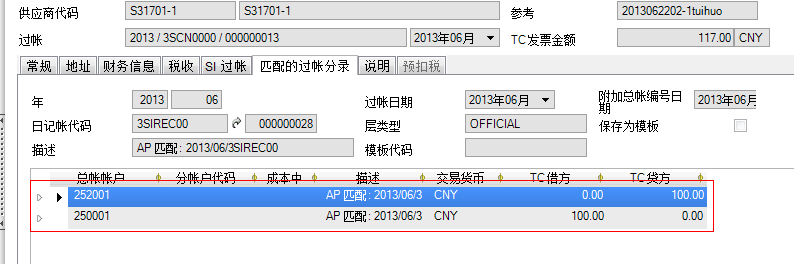 供应商代码 S31701-1 S31701-1 参考 2013062202-1tuihuo
过帐 2013 / 3SCN0000 / 000000013 2013年06月 TC发票金额 117.00 CNY
常规 地址 财务信息 税收 SI 过帐 匹配的过帐分录 说明 预扣税
年 2013 06 过帐日期 2013年06月 附加总帐编号日期 2013年06月
日记帐代码 3SIREC00 000000028 层类型 OFFICIAL 保存为模板
描述 AP 匹配: 2013/06/3SIREC00 模板代码
总帐帐户 分帐户代码 成本中 描述 交易货币 TC 借方 TC 贷方
252001 AP 匹配: 2013/06/3 CNY 0.00 100.00
250001 AP 匹配: 2013/06/3 CNY 100.00 0.00